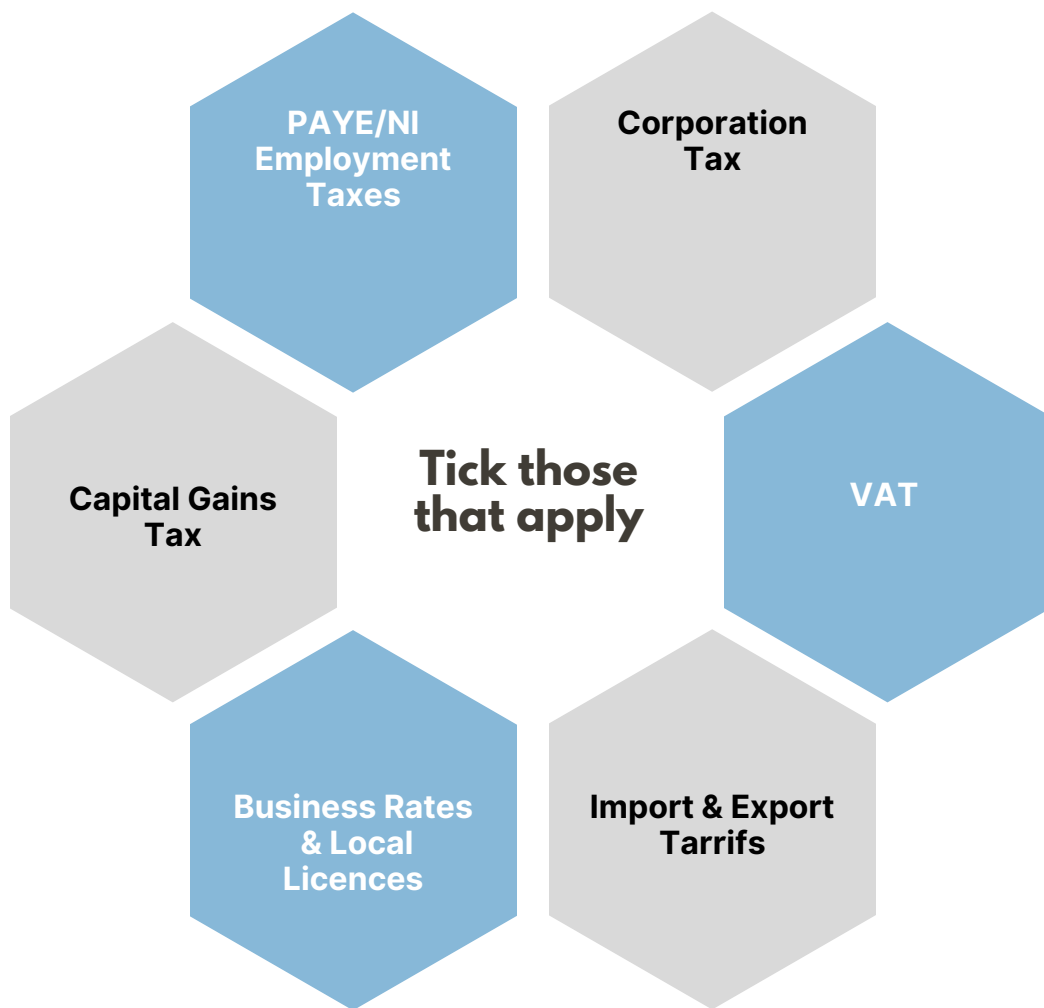 PAYE/NI
Employment
Taxes
Corporation
Tax
Capital Gains
Tax
Tick those
that apply
VAT
Business Rates
& Local
Licences
Import & Export
Tarrifs